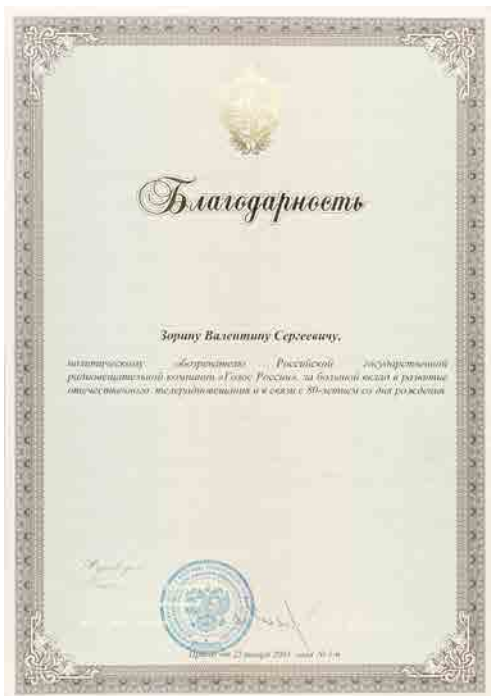 Благодарность
Зорину Валентину Сергеевичу,
политическому обозревателю Российской государственной
радиовещательной компании «Голос России», за большой вклад в развитие
отечественного телерадиовещания и в связи с 80-летием со дня рождения
Приказ от 22 января